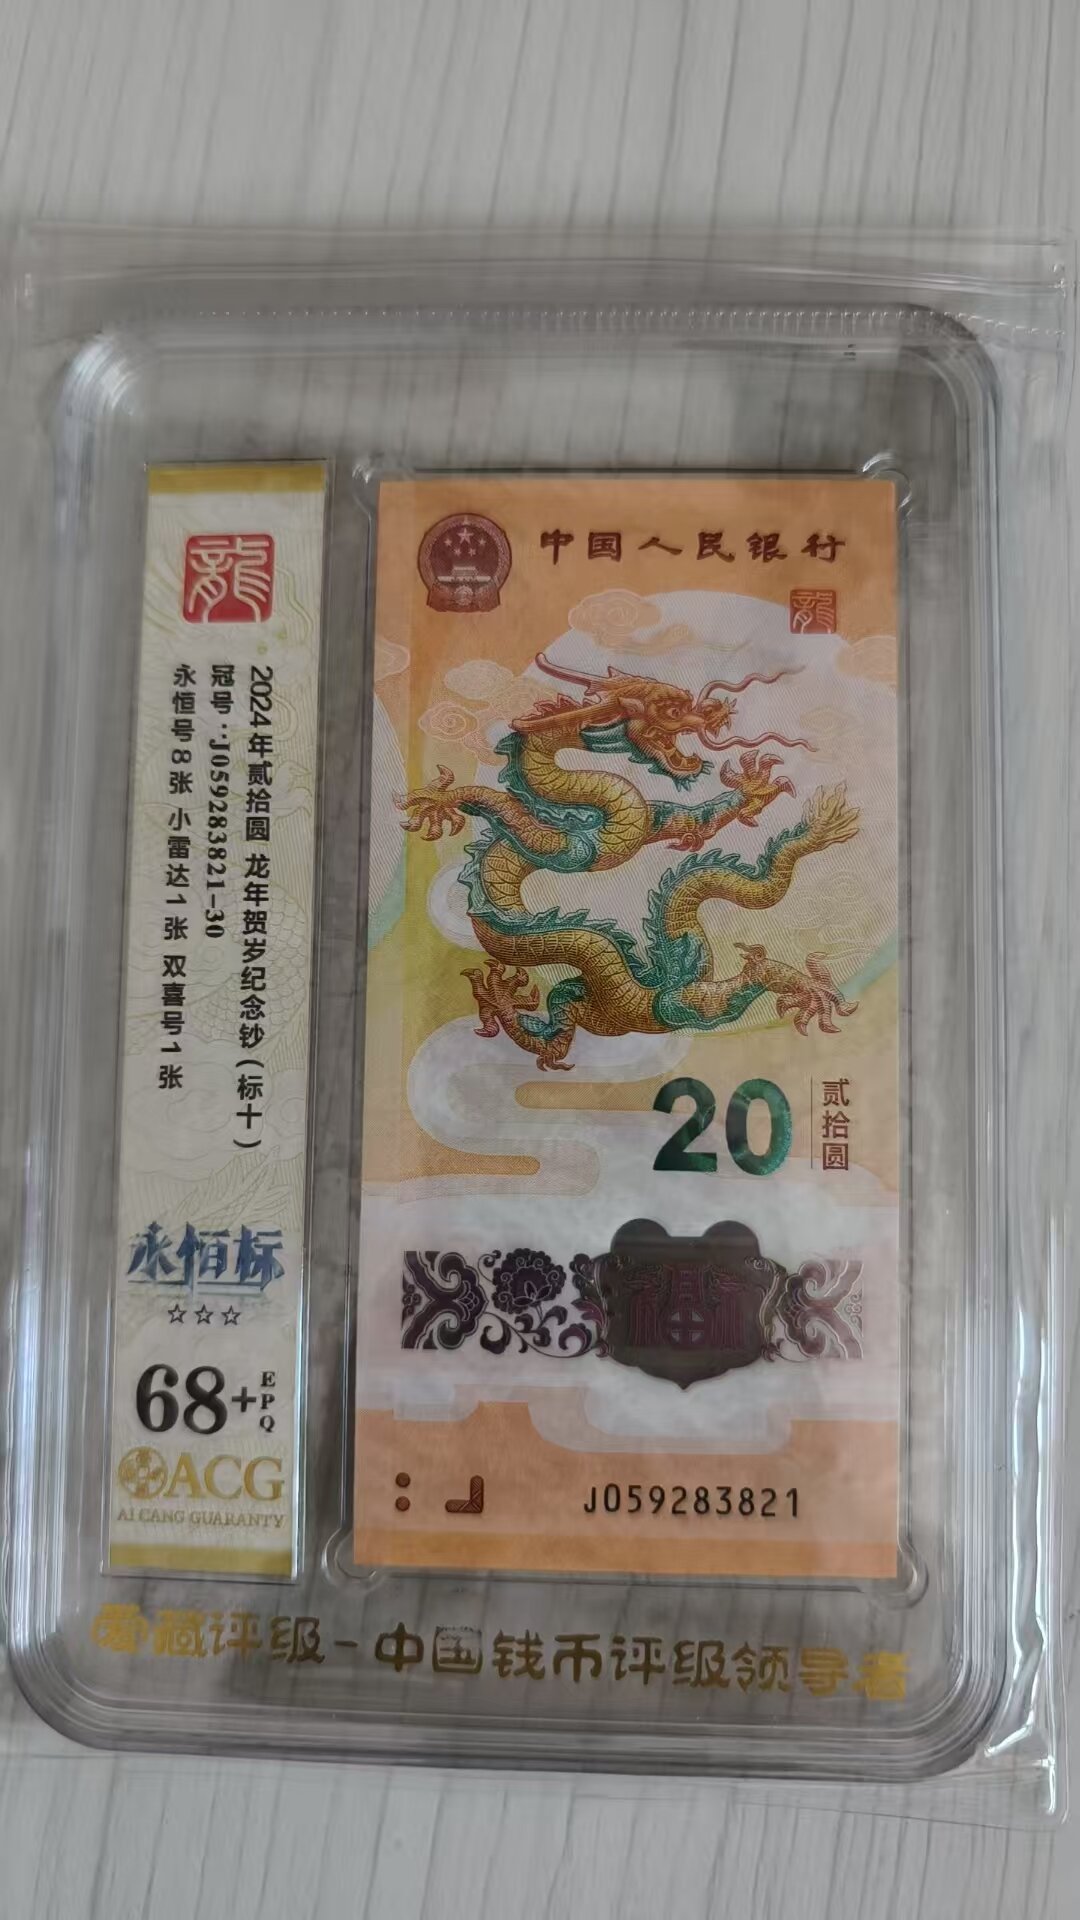 龍
2024年贰拾圆 龙年贺岁纪念钞(标十)
冠号:J059283821-30
永恒号8张 小雷达1张 双喜号1张
永恒标
☆☆☆
68+
EPQ
ACG
AI CANG GUARANTY
中国人民银行
龍
20
贰拾圆
福
J059283821
爱藏评级-中国钱币评级领导者